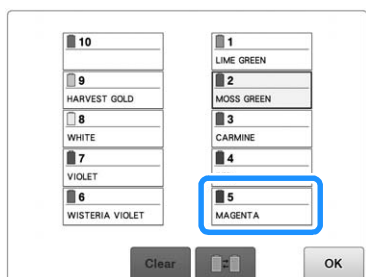 10
1
LIME GREEN
9
HARVEST GOLD
2
MOSS GREEN
8
WHITE
3
CARMINE
7
VIOLET
4
6
WISTERIA VIOLET
5
MAGENTA
Clear
OK